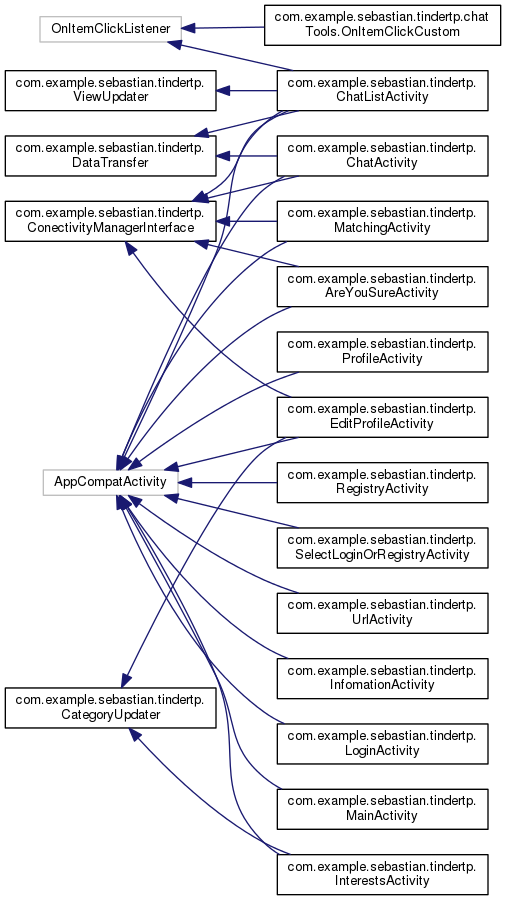 OnItemClickListener
com.example.sebastian.tindertp.chat
Tools.OnItemClickCustom
com.example.sebastian.tindertp.
ViewUpdater
com.example.sebastian.tindertp.
ChatListActivity
com.example.sebastian.tindertp.
DataTransfer
com.example.sebastian.tindertp.
ChatActivity
com.example.sebastian.tindertp.
ConectivityManagerInterface
com.example.sebastian.tindertp.
MatchingActivity
com.example.sebastian.tindertp.
AreYouSureActivity
com.example.sebastian.tindertp.
ProfileActivity
com.example.sebastian.tindertp.
EditProfileActivity
AppCompatActivity
com.example.sebastian.tindertp.
RegistryActivity
com.example.sebastian.tindertp.
SelectLoginOrRegistryActivity
com.example.sebastian.tindertp.
UrlActivity
com.example.sebastian.tindertp.
InfomationActivity
com.example.sebastian.tindertp.
CategoryUpdater
com.example.sebastian.tindertp.
LoginActivity
com.example.sebastian.tindertp.
MainActivity
com.example.sebastian.tindertp.
InterestsActivity